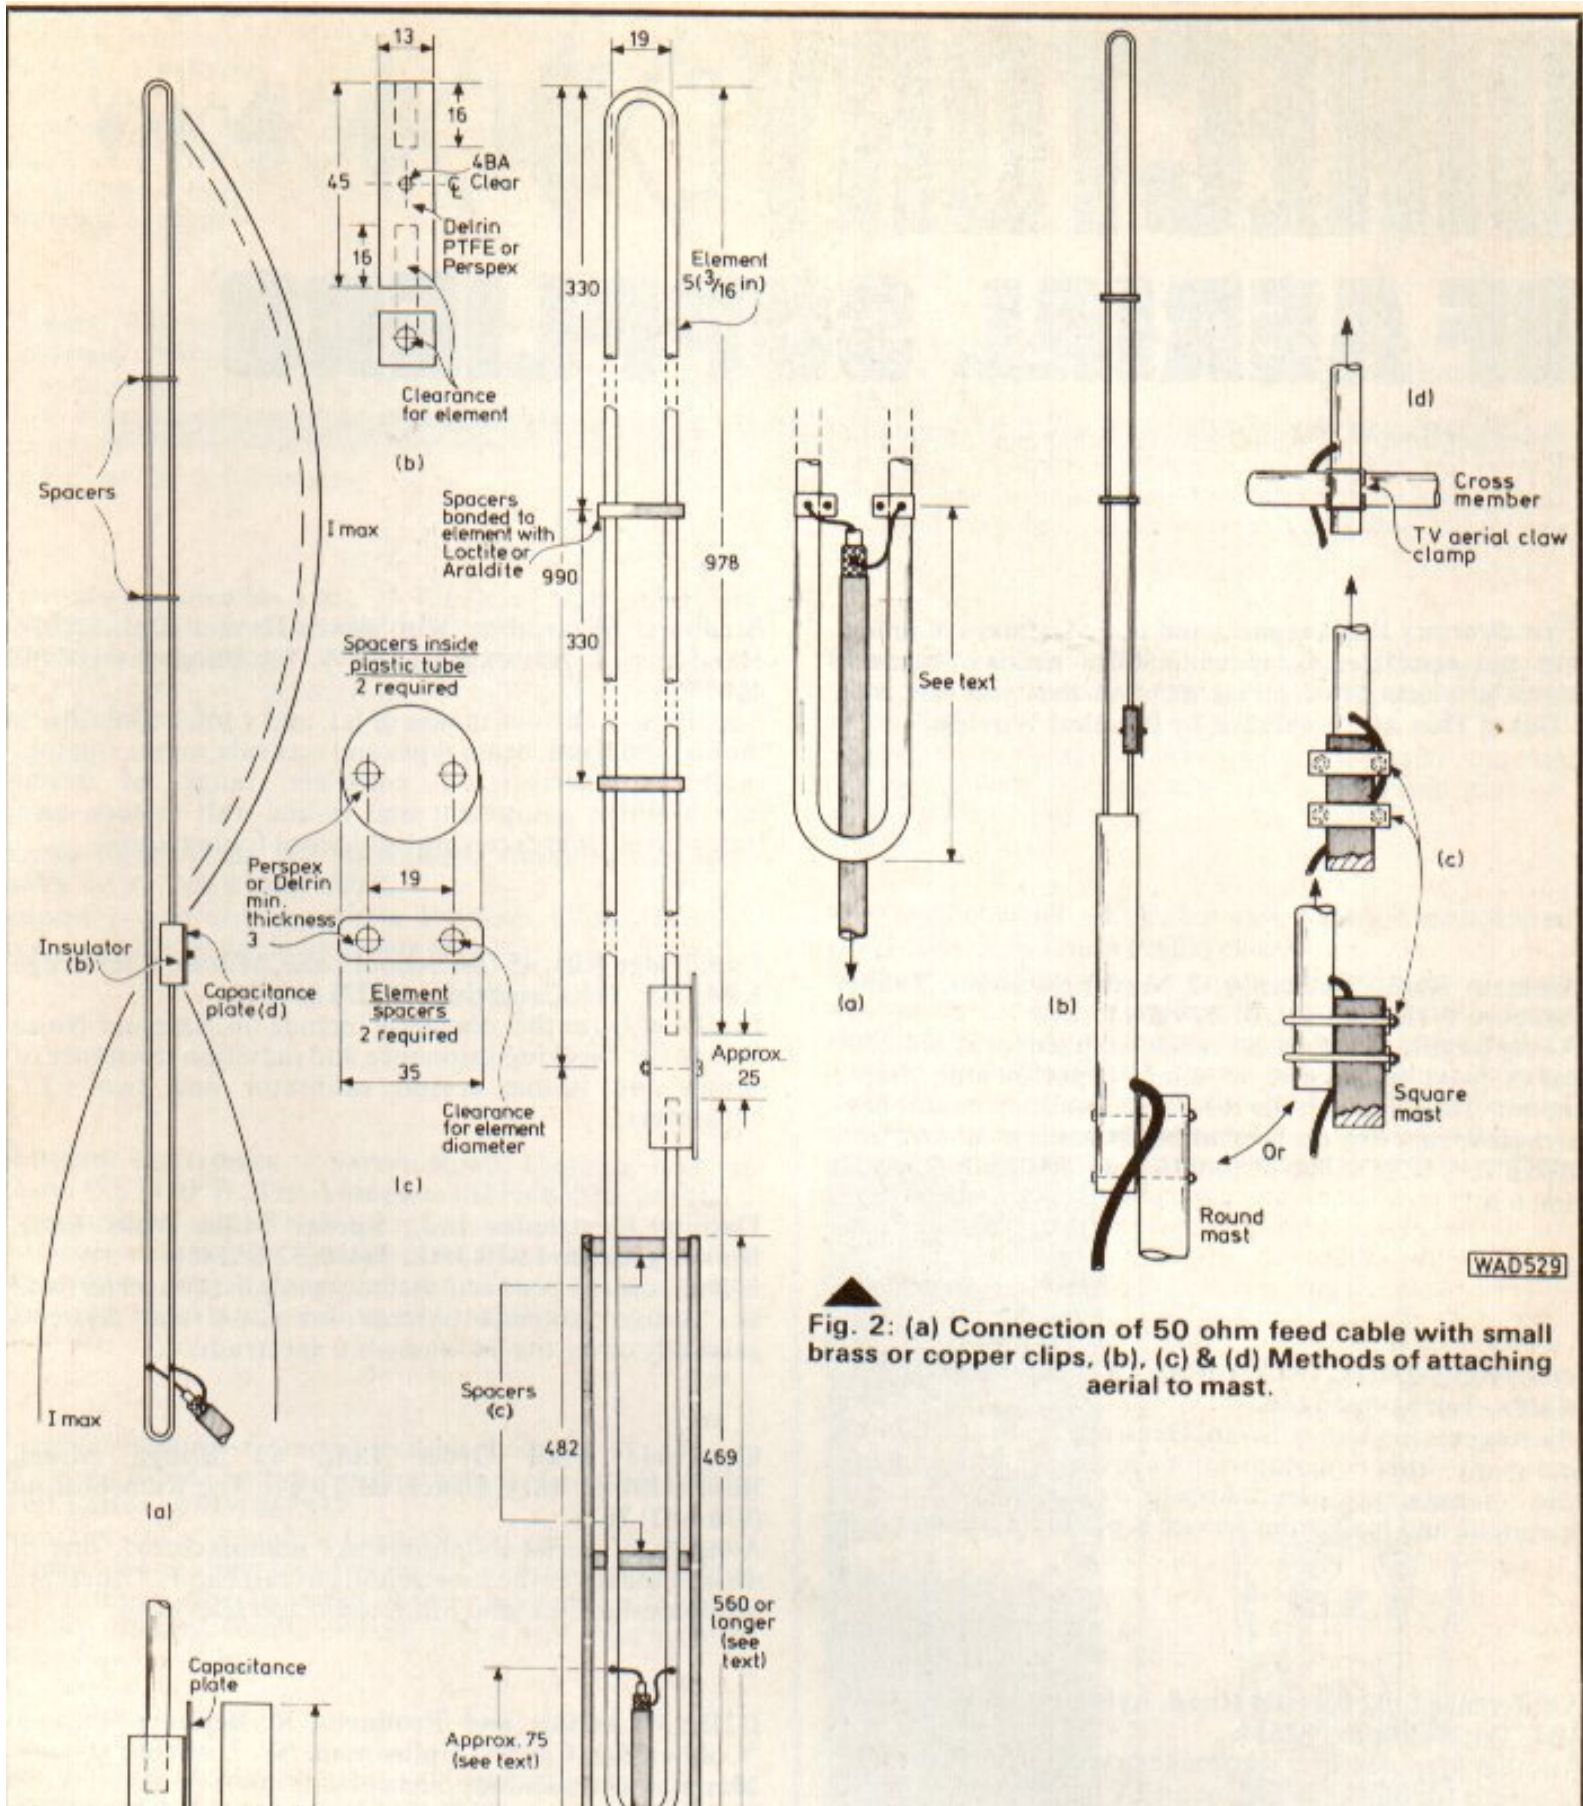 13
16
4BA
Clear
45
Delrin
PTFE or
Perspex
16
Clearance
for element
(b)
Spacers
I max
Insulator
(b)
Capacitance
plate(d)
I max
(a)
Spacers inside
plastic tube
2 required
Perspex
or Delrin
min.
thickness
3
19
Element
spacers
2 required
35
Clearance
for element
diameter
(c)
19
330
Element
5(3/16 in)
Spacers
bonded to
element with
Loctite or
Araldite
990
978
330
Approx.
25
Spacers
(c)
482
469
560 or
longer
(see
text)
Approx. 75
(see text)
Capacitance
plate
See text
(a)
(b)
(d)
Cross
member
TV aerial claw
clamp
(c)
Square
mast
Or
Round
mast
WAD529
Fig. 2: (a) Connection of 50 ohm feed cable with small
brass or copper clips, (b), (c) & (d) Methods of attaching
aerial to mast.